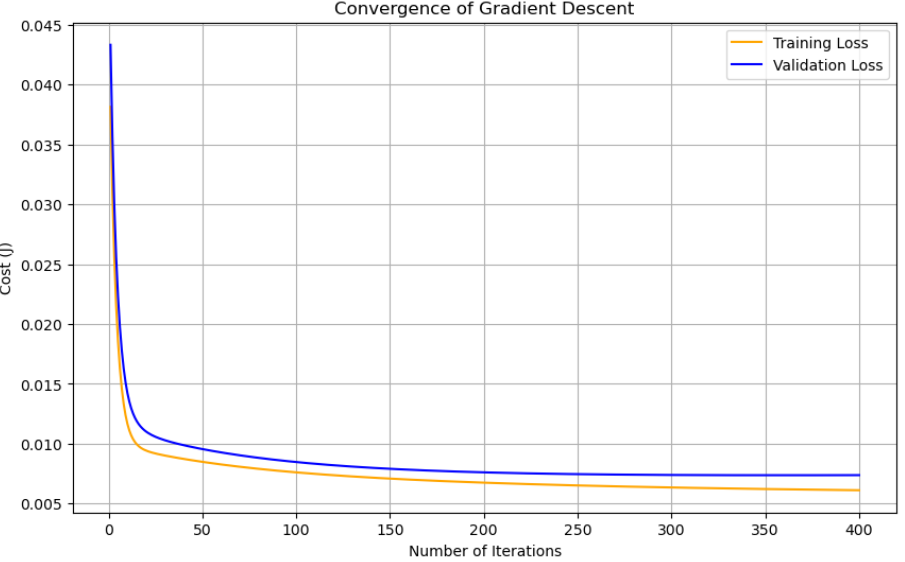 Convergence of Gradient Descent
Training Loss
Validation Loss
0.045
0.040
0.035
0.030
0.025
0.020
0.015
0.010
0.005
Cost (J)
0 50 100 150 200 250 300 350 400
Number of Iterations